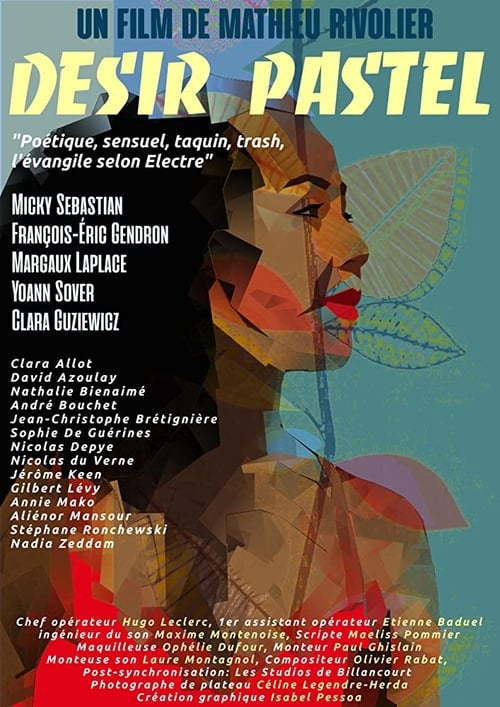 UN FILM DE MATHIEU RIVOLIER
DESIR PASTEL
"Poétique, sensuel, taquin, trash,
l'évangile selon Electre"
MICKY SEBASTIAN
FRANÇOIS-ÉRIC GENDRON
MARGAUX LAPLACE
YOANN SOVER
CLARA GUZIEWICZ
Clara Allot
David Azoulay
Nathalie Bienaimé
André Bouchet
Jean-Christophe Brétignière
Sophie De Guérines
Nicolas Depye
Nicolas du Verne
Jérôme Keen
Gilbert Lévy
Annie Mako
Aliénor Mansour
Stéphane Ronchewski
Nadia Zeddam
Chef opérateur Hugo Leclerc, 1er assistant opérateur Etienne Baduel
ingénieur du son Maxime Montenoise, Scripte Maeliss Pommier
Maquilleuse Ophélie Dufour, Monteur Paul Ghislain
Monteuse son Laure Montagnol, Compositeur Olivier Rabat,
Post-synchronisation: Les Studios de Billancourt
Photographe de plateau Céline Legendre-Herda
Création graphique Isabel Pessoa